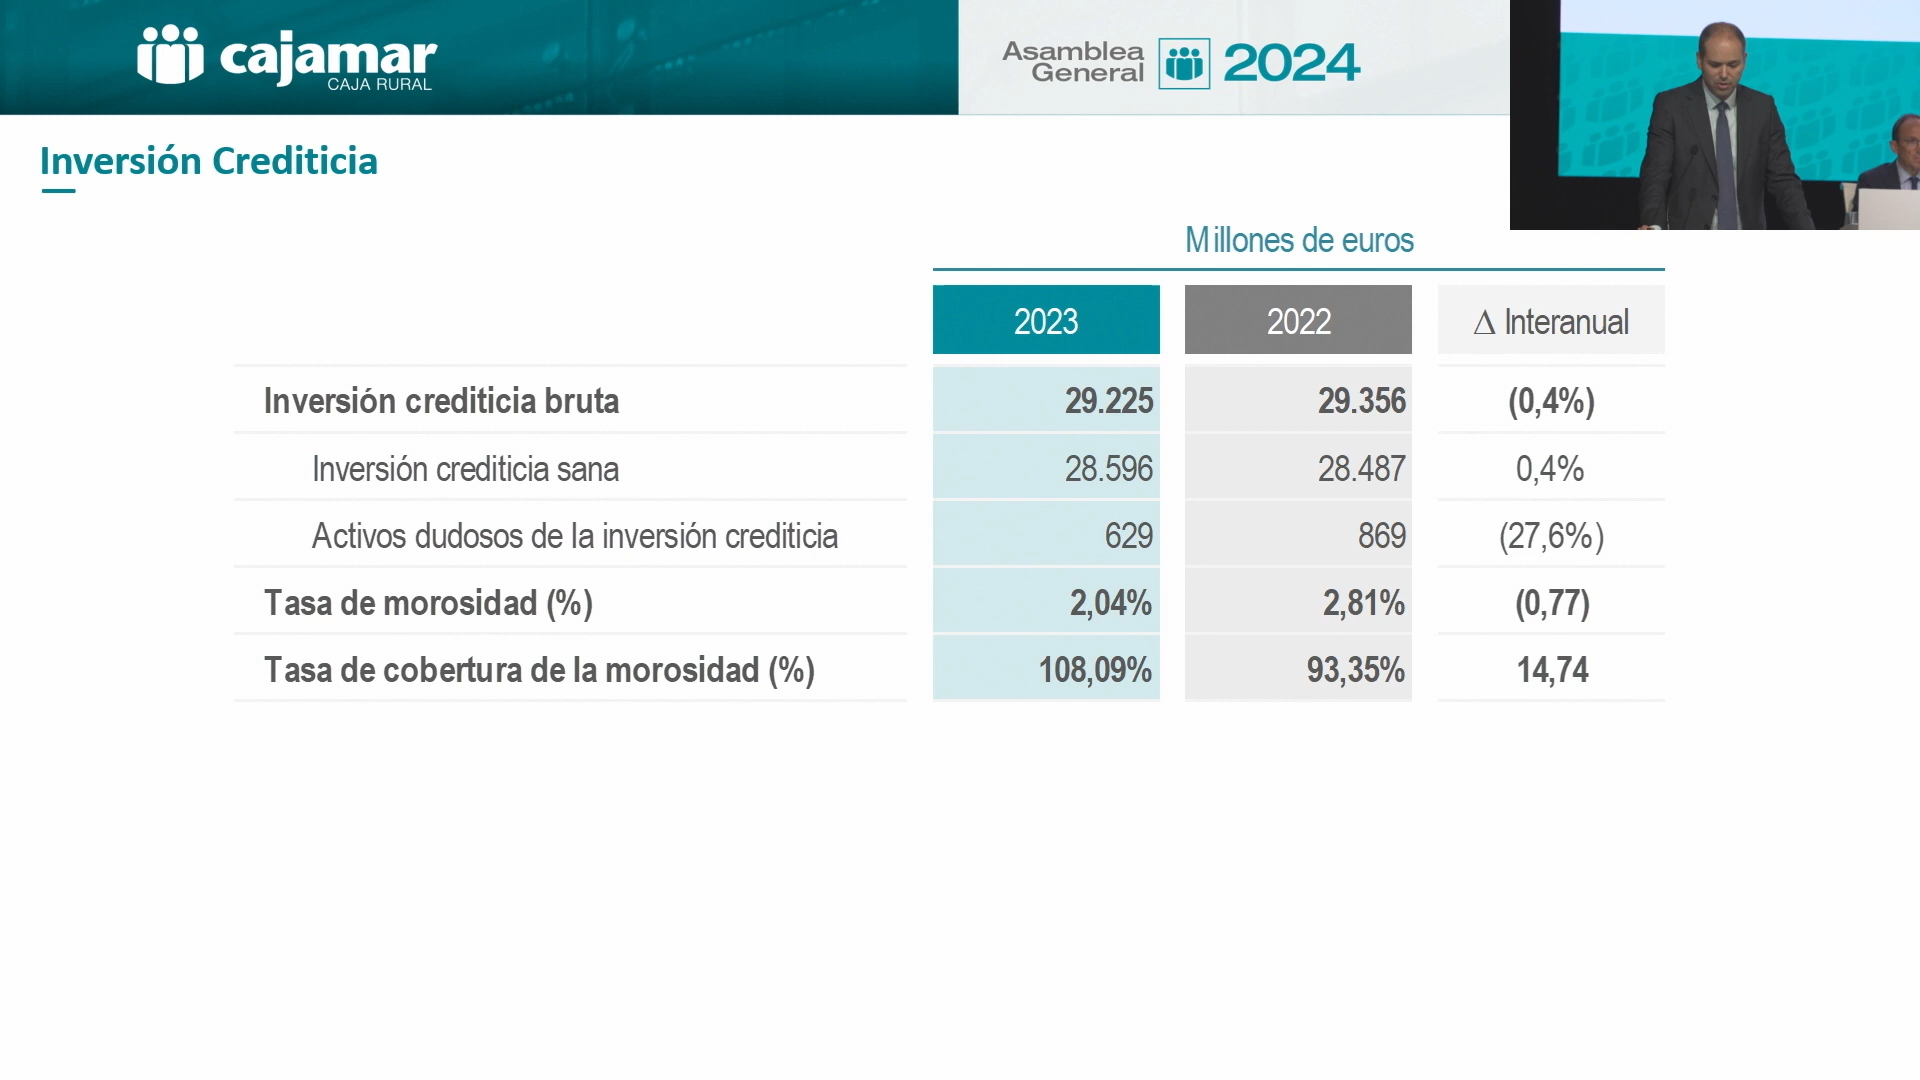 cajamar
CAJA RURAL
Asamblea
General
2024
Inversión Crediticia
Millones de euros
2023 2022 Δ Interanual
Inversión crediticia bruta 29.225 29.356 (0,4%)
Inversión crediticia sana 28.596 28.487 0,4%
Activos dudosos de la inversión crediticia 629 869 (27,6%)
Tasa de morosidad (%) 2,04% 2,81% (0,77)
Tasa de cobertura de la morosidad (%) 108,09% 93,35% 14,74